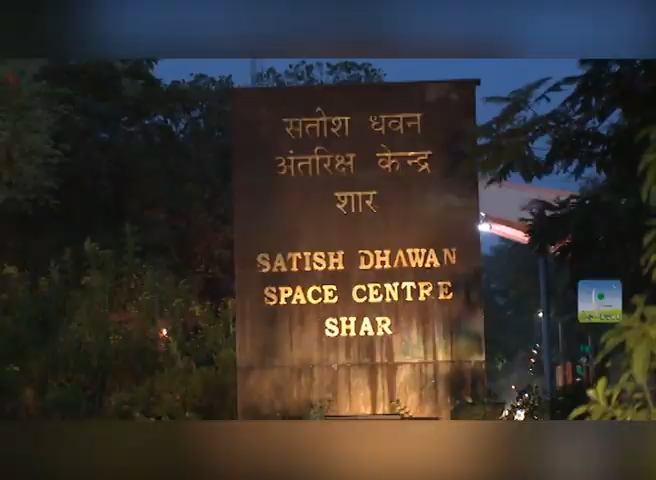 सतोश धवन
अंतरिक्ष केन्द्र
शार
SATISH DHAWAN
SPACE CENTRE
SHAR